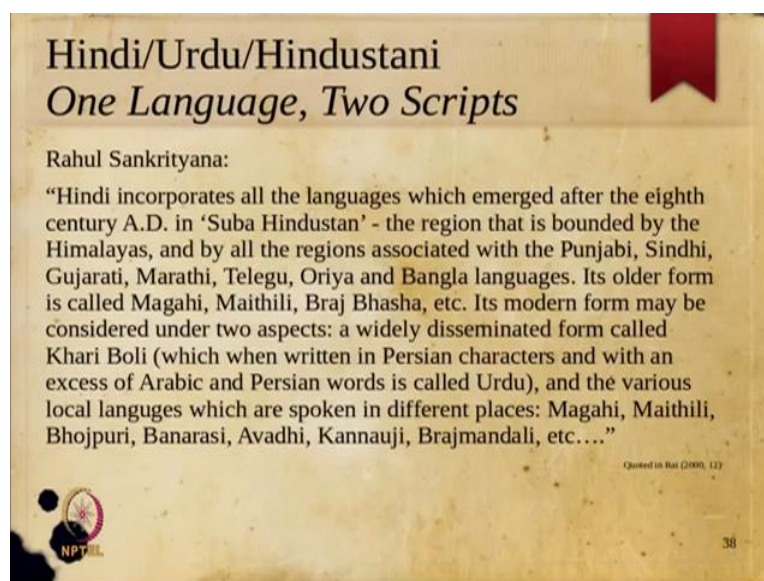 Hindi/Urdu/Hindustani
One Language, Two Scripts
Rahul Sankrityana:
“Hindi incorporates all the languages which emerged after the eighth
century A.D. in ‘Suba Hindustan’ - the region that is bounded by the
Himalayas, and by all the regions associated with the Punjabi, Sindhi,
Gujarati, Marathi, Telegu, Oriya and Bangla languages. Its older form
is called Magahi, Maithili, Braj Bhasha, etc. Its modern form may be
considered under two aspects: a widely disseminated form called
Khari Boli (which when written in Persian characters and with an
excess of Arabic and Persian words is called Urdu), and the various
local languges which are spoken in different places: Magahi, Maithili,
Bhojpuri, Banarasi, Avadhi, Kannauji, Brajmandali, etc….”
Quoted in Rai (2000, 12)
NPTEL
38